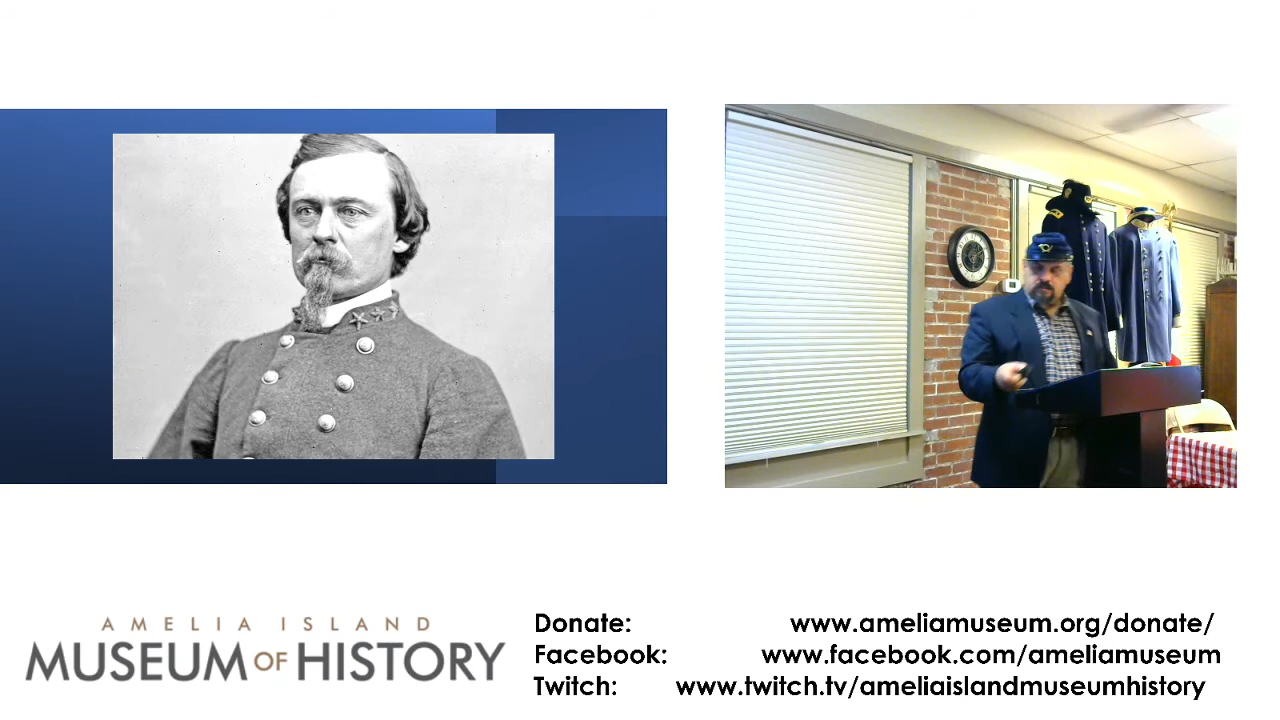 AMELIA ISLAND
MUSEUM OF HISTORY
Donate: www.ameliamuseum.org/donate/
Facebook: www.facebook.com/ameliamuseum
Twitch: www.twitch.tv/ameliaislandmuseumhistory